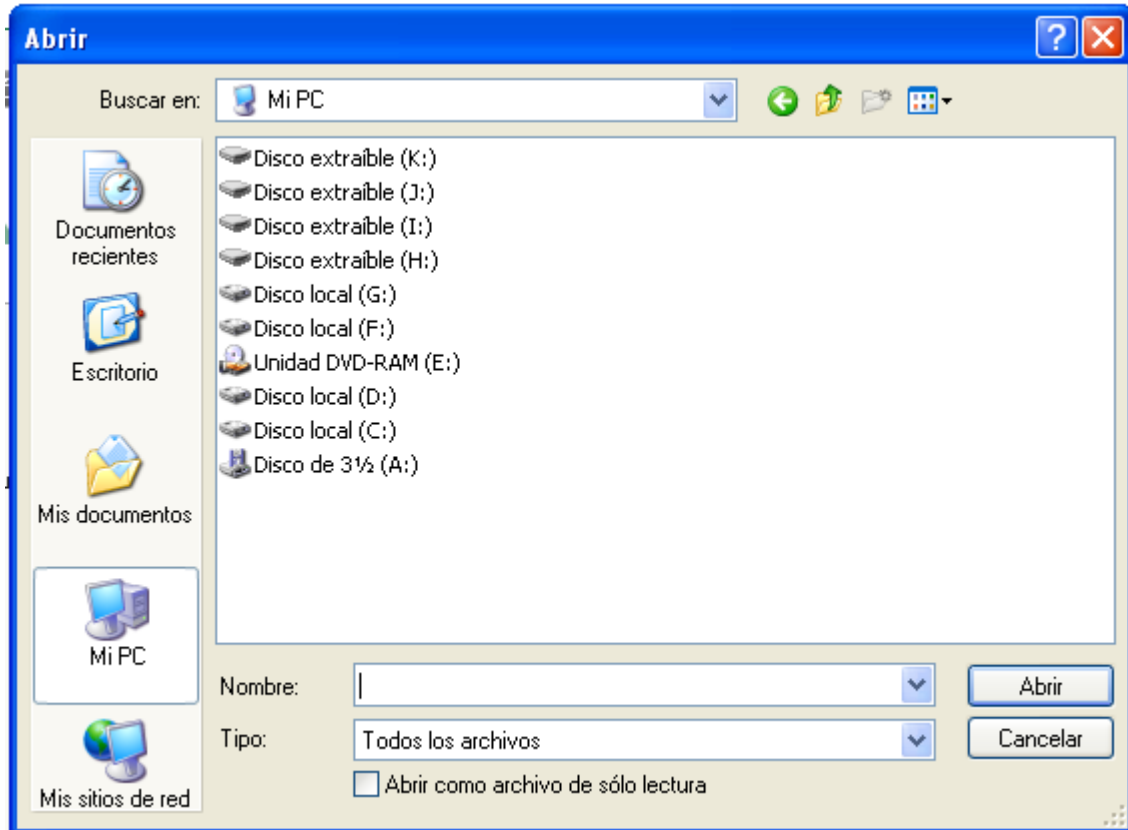 Abrir
Buscar en:
Mi PC
Documentos
recientes
Escritorio
Mis documentos
Mi PC
Mis sitios de red
Disco extraíble (K:)
Disco extraíble (J:)
Disco extraíble (I:)
Disco extraíble (H:)
Disco local (G:)
Disco local (F:)
Unidad DVD-RAM (E:)
Disco local (D:)
Disco local (C:)
Disco de 3½ (A:)
Nombre:
Abrir
Tipo:
Todos los archivos
Cancelar
Abrir como archivo de sólo lectura